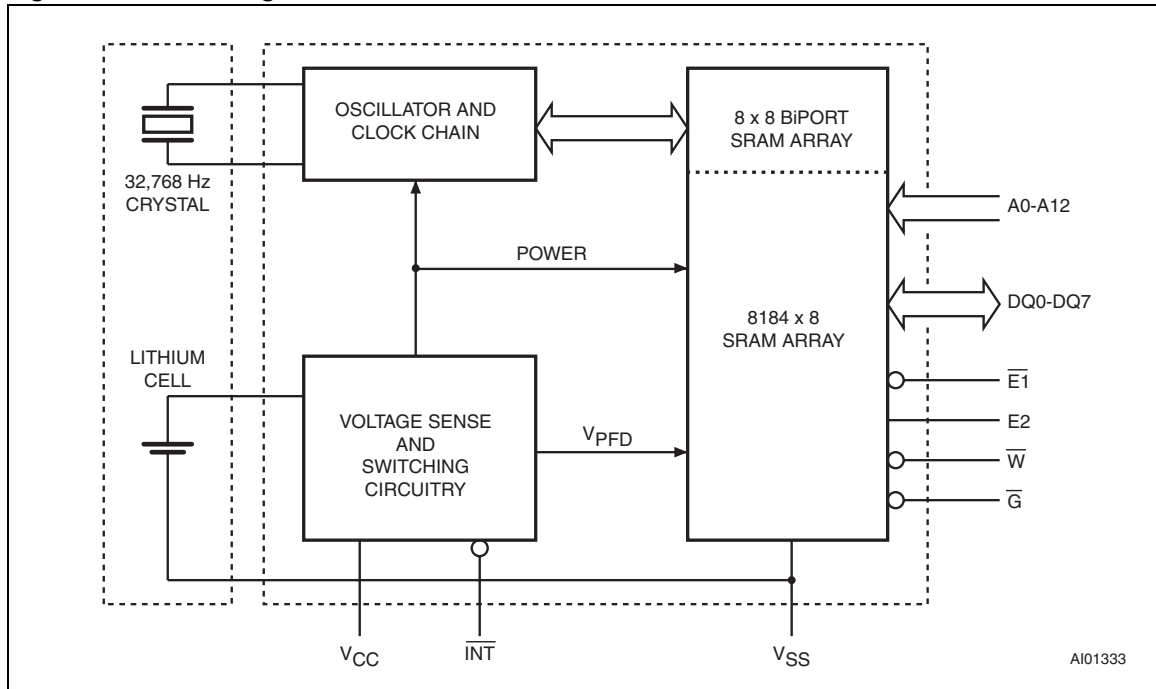 OSCILLATOR AND
CLOCK CHAIN
8 x 8 BiPORT
SRAM ARRAY
32,768 Hz
CRYSTAL
A0-A12
POWER
DQ0-DQ7
8184 x 8
SRAM ARRAY
LITHIUM
CELL
E1
VOLTAGE SENSE
AND
SWITCHING
CIRCUITRY
VPFD
E2
W
G
VCC
INT
VSS
AI01333